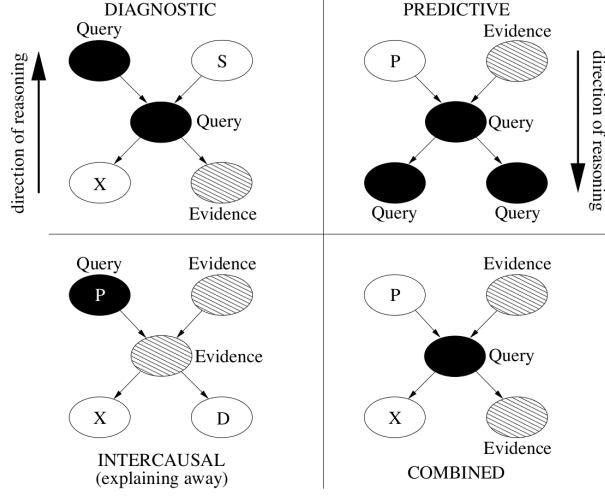 DIAGNOSTIC
Query
S
Query
X
Evidence
direction of reasoning
PREDICTIVE
Evidence
P
Query
Query
Query
direction of reasoning
Query
Evidence
P
Evidence
X
D
INTERCAUSAL
(explaining away)
Evidence
P
Query
X
Evidence
COMBINED